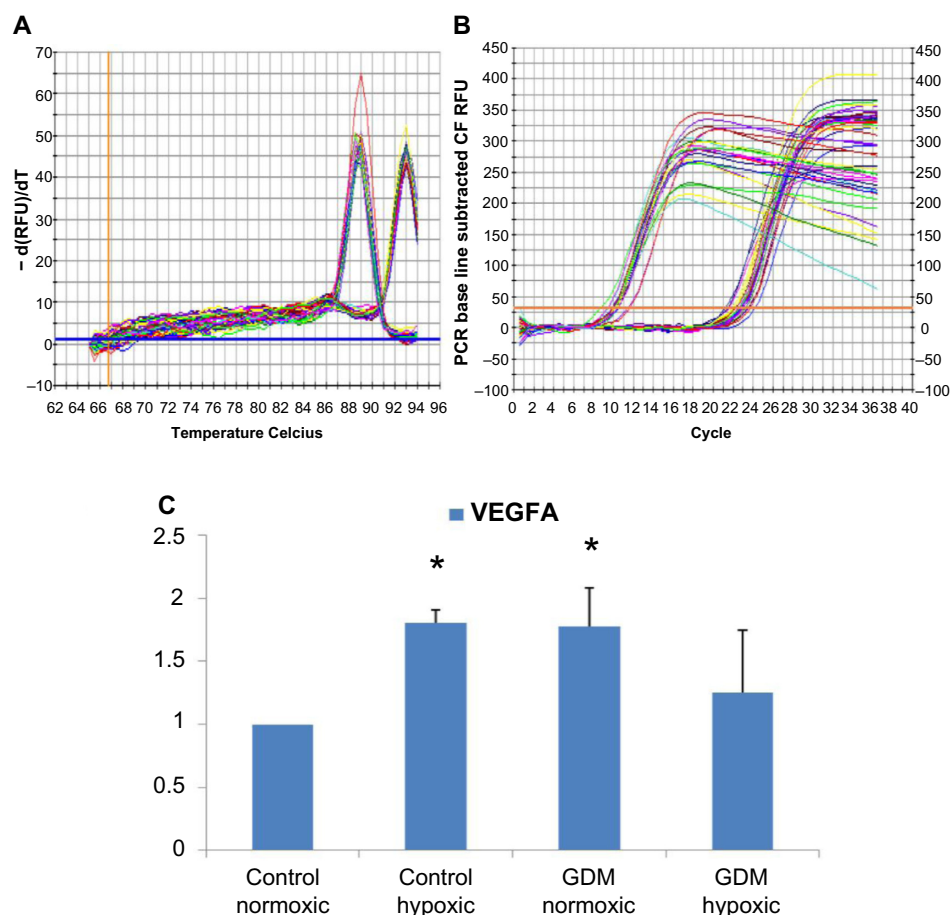 A
70
60
50
40
30
20
10
0
–10
– d(RFU)/dT
62 64 66 68 70 72 74 76 78 80 82 84 86 88 90 92 94 96
Temperature Celcius
B
450
400
350
300
250
200
150
100
50
0
–50
–100
PCR base line subtracted CF RFU
450
400
350
300
250
200
150
100
50
0
–50
–100
0 2 4 6 8 10 12 14 16 18 20 22 24 26 28 30 32 34 36 38 40
Cycle
C
VEGFA
2.5
2
1.5
1
0.5
0
*
*
Control
normoxic
Control
hypoxic
GDM
normoxic
GDM
hypoxic